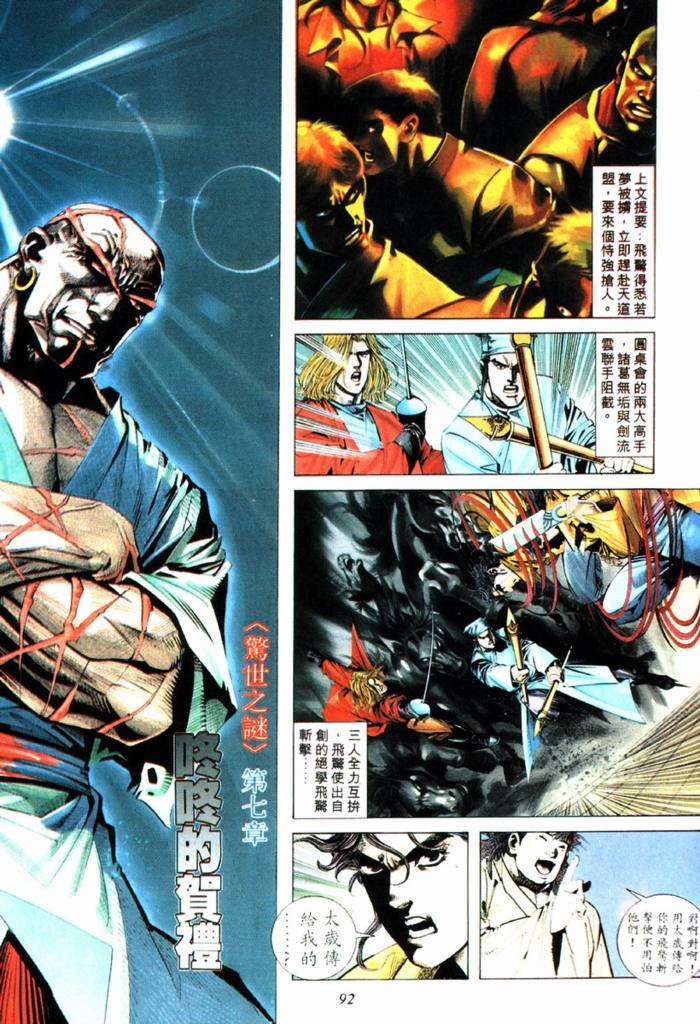 上文提要：飛驚得悉若
夢被擄，立即趕赴天道
盟，要來個恃強搶人。
圓桌會的兩大高手
，諸葛無垢與劍流
雲聯手阻截。
三人全力互拚
，飛驚使出自
創的絕學飛驚
斬擊……
太歲傳
給我的
……
對啊對啊！
用太歲傳給
你的飛驚斬
擊便不用怕
他們！
〈驚世之謎〉第七章
咚咚的賀禮
92